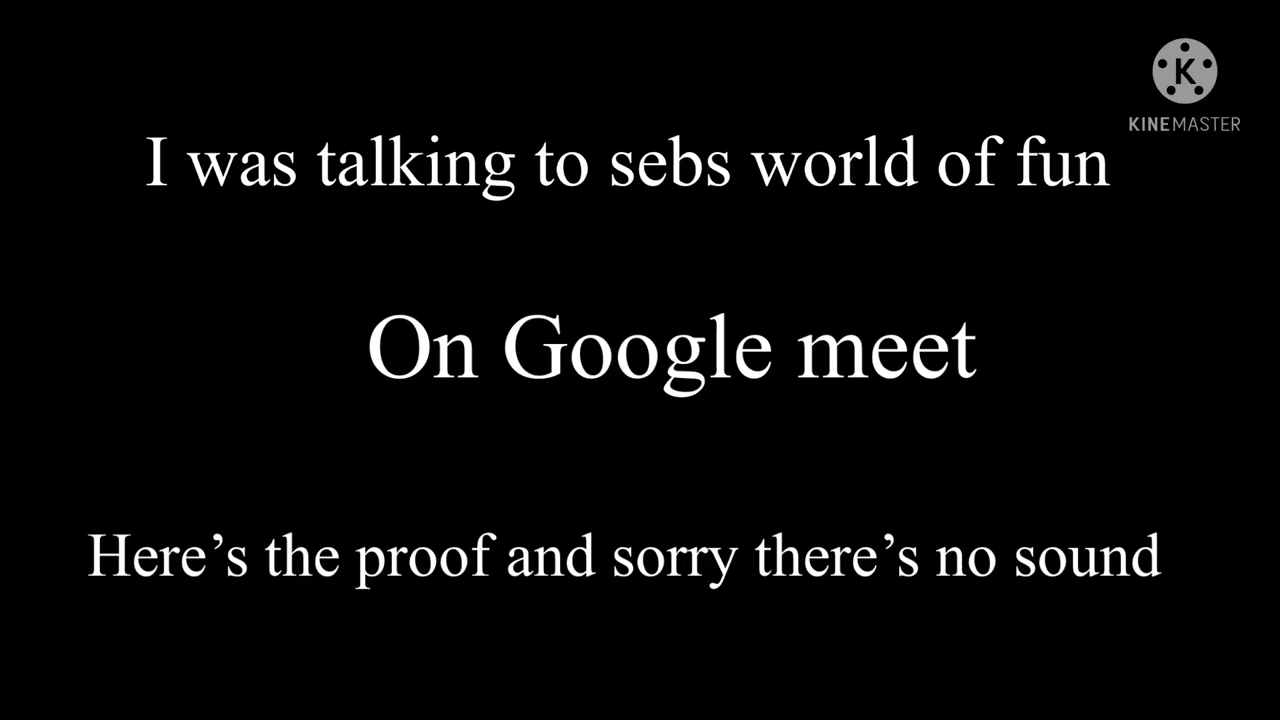 K
KINEMASTER
I was talking to sebs world of fun
On Google meet
Here’s the proof and sorry there’s no sound